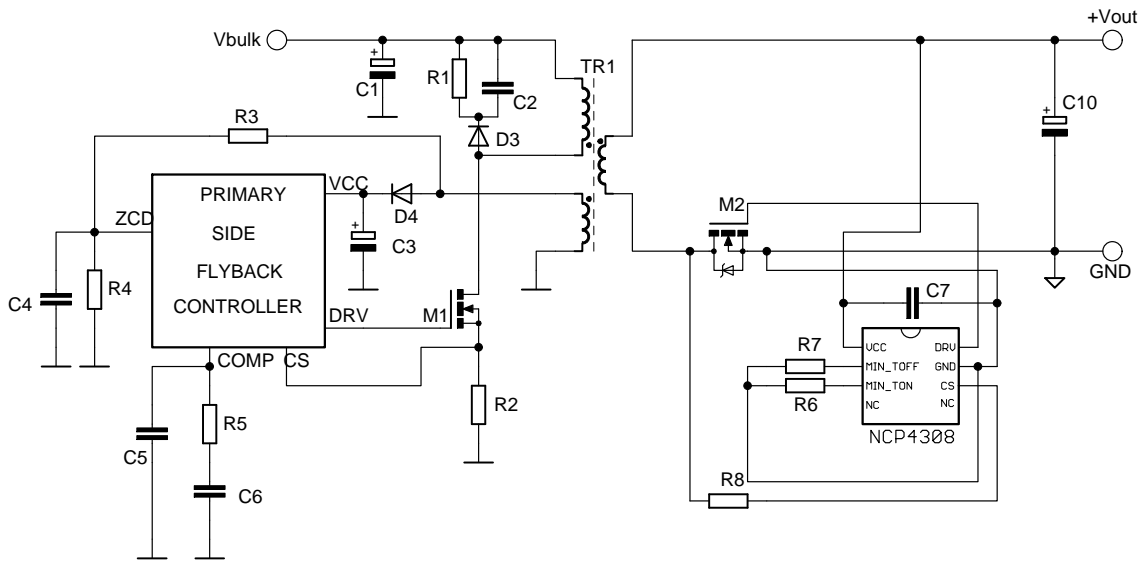 +Vout
Vbulk
TR1
R1
C1
C2
C10
R3
D3
VCC
PRIMARY
SIDE
FLYBACK
CONTROLLER
ZCD
D4
C3
M2
GND
R4
C4
DRV
M1
C7
COMP CS
R7
R6
VCC
MIN_TOFF
MIN_TON
NC
DRV
GND
CS
NC
NCP4308
R2
R5
C5
C6
R8